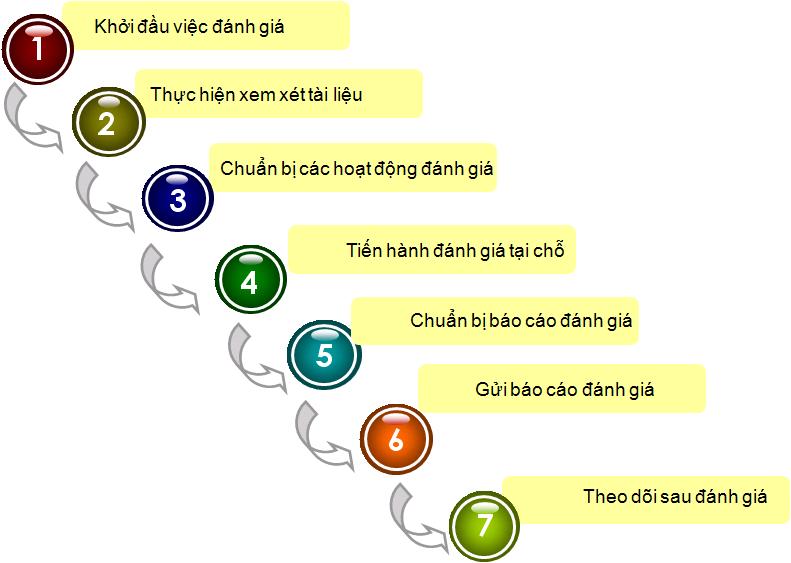 1
Khởi đầu việc đánh giá
2
Thực hiện xem xét tài liệu
3
Chuẩn bị các hoạt động đánh giá
4
Tiến hành đánh giá tại chỗ
5
Chuẩn bị báo cáo đánh giá
6
Gửi báo cáo đánh giá
7
Theo dõi sau đánh giá